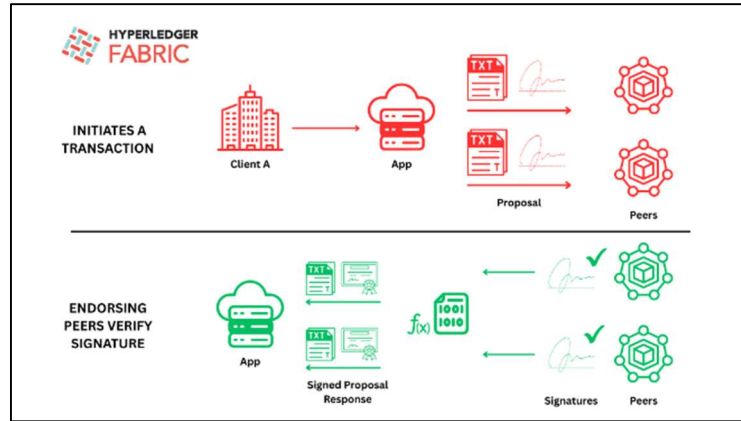 HYPERLEDGER
FABRIC
INITIATES A
TRANSACTION
Client A
App
TXT
T
TXT
T
Proposal
Peers
ENDORSING
PEERS VERIFY
SIGNATURE
App
TXT
T
TXT
T
Signed Proposal
Response
f(x)
1001
1010
Signatures
Peers